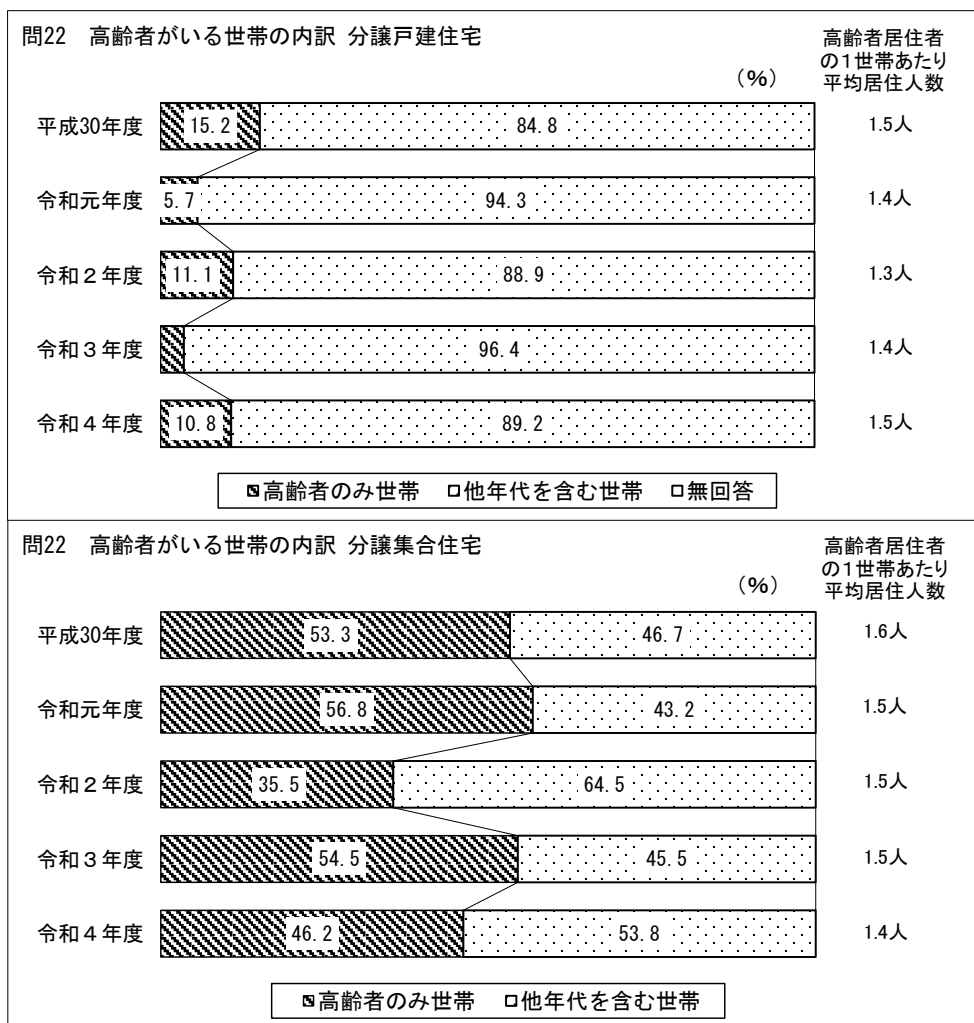 問22　高齢者がいる世帯の内訳 分譲戸建住宅
高齢者居住者
の1世帯あたり
平均居住人数
（%）
平成30年度 15.2 84.8 1.5人
令和元年度 5.7 94.3 1.4人
令和２年度 11.1 88.9 1.3人
令和３年度 96.4 1.4人
令和４年度 10.8 89.2 1.5人
高齢者のみ世帯 他年代を含む世帯 無回答
問22　高齢者がいる世帯の内訳 分譲集合住宅
高齢者居住者
の1世帯あたり
平均居住人数
（%）
平成30年度 53.3 46.7 1.6人
令和元年度 56.8 43.2 1.5人
令和２年度 35.5 64.5 1.5人
令和３年度 54.5 45.5 1.5人
令和４年度 46.2 53.8 1.4人
高齢者のみ世帯 他年代を含む世帯